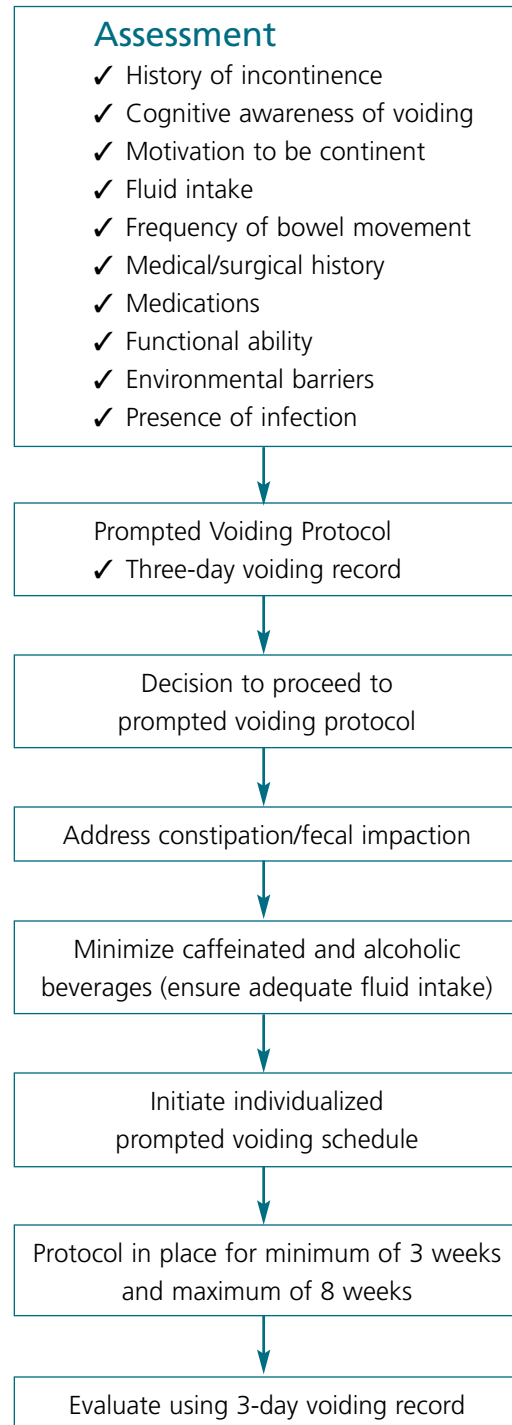 Assessment
✓ History of incontinence
✓ Cognitive awareness of voiding
✓ Motivation to be continent
✓ Fluid intake
✓ Frequency of bowel movement
✓ Medical/surgical history
✓ Medications
✓ Functional ability
✓ Environmental barriers
✓ Presence of infection
Prompted Voiding Protocol
✓ Three-day voiding record
Decision to proceed to
prompted voiding protocol
Address constipation/fecal impaction
Minimize caffeinated and alcoholic
beverages (ensure adequate fluid intake)
Initiate individualized
prompted voiding schedule
Protocol in place for minimum of 3 weeks
and maximum of 8 weeks
Evaluate using 3-day voiding record